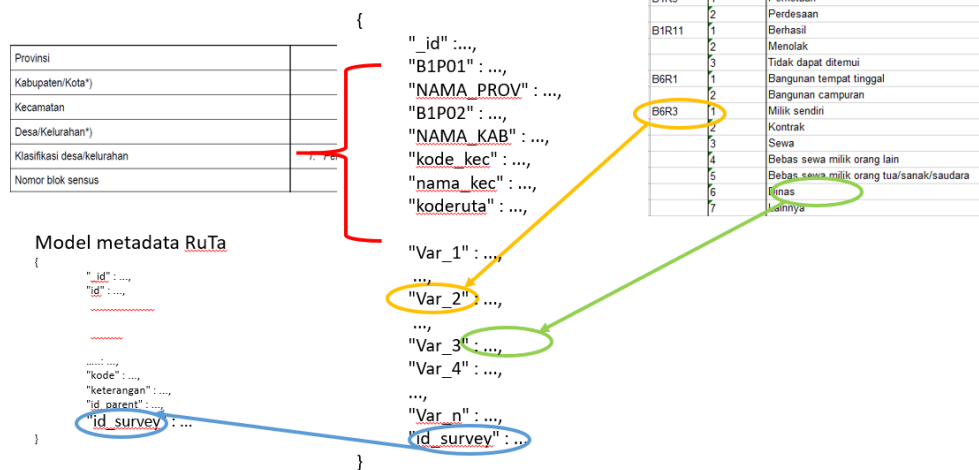 Provinsi
Kabupaten/Kota*)
Kecamatan
Desa/Kelurahan*)
Klasifikasi desa/kelurahan 1.
Nomor blok sensus
Model metadata RuTa
{
"_id" : ...,
"id" : ...,
.....: ...,
"kode" : ...,
"keterangan" : ...,
"id_parent" : ...,
"id_survey" : ...
}
{
"_id" :...,
"B1P01" : ...,
"NAMA_PROV" : ...,
"B1P02" : ...,
"NAMA_KAB" : ...,
"kode_kec" : ...,
"nama_kec" : ...,
"koderuta" : ...,
"Var_1" : ...,
...,
"Var_2" : ...,
...,
"Var_3" : ...,
"Var_4" : ...,
...,
"Var_n" : ...,
"id_survey" : ...
}
2 Perdesaan
B1R11 1 Berhasil
2 Menolak
3 Tidak dapat ditemui
B6R1 1 Bangunan tempat tinggal
2 Bangunan campuran
B6R3 1 Milik sendiri
2 Kontrak
3 Sewa
4 Bebas sewa milik orang lain
5 Bebas sewa milik orang tua/sanak/saudara
6 Dinas
7 Lainnya